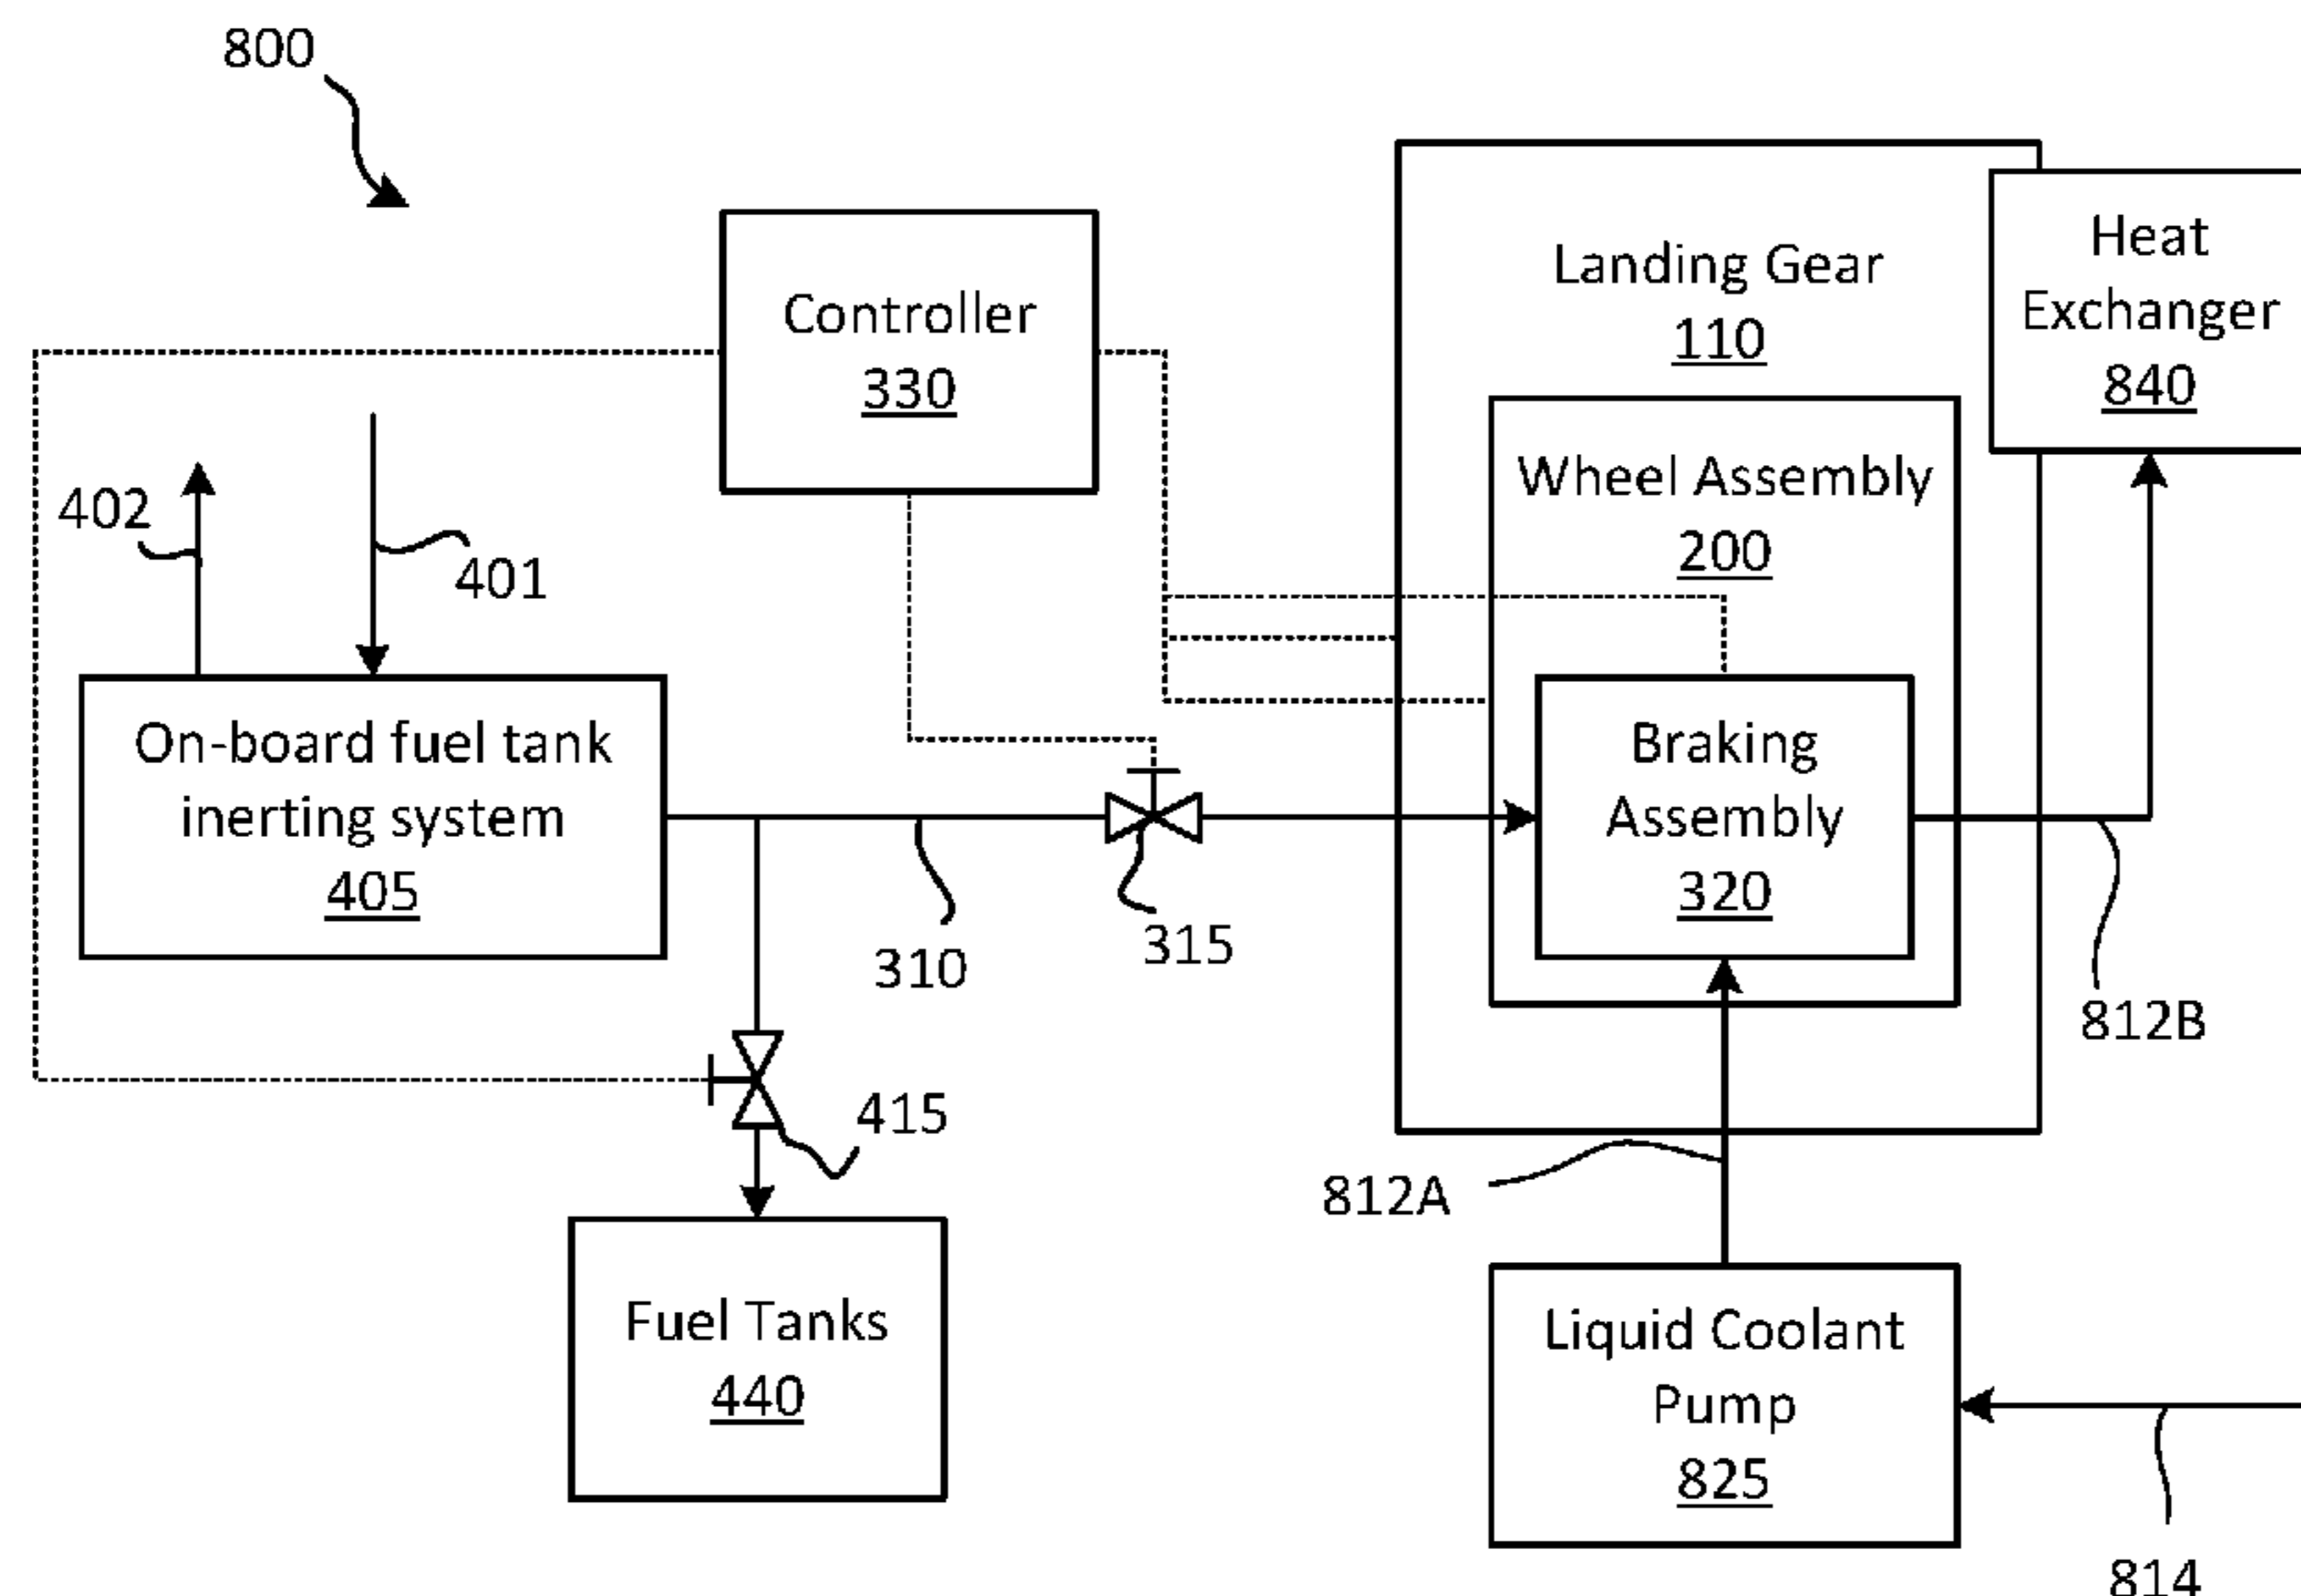 800
Controller
330
Landing Gear
110
Heat
Exchanger
840
402
401
Wheel Assembly
200
On-board fuel tank
inerting system
405
Braking
Assembly
320
310
315
812B
415
812A
Fuel Tanks
440
Liquid Coolant
Pump
825
814